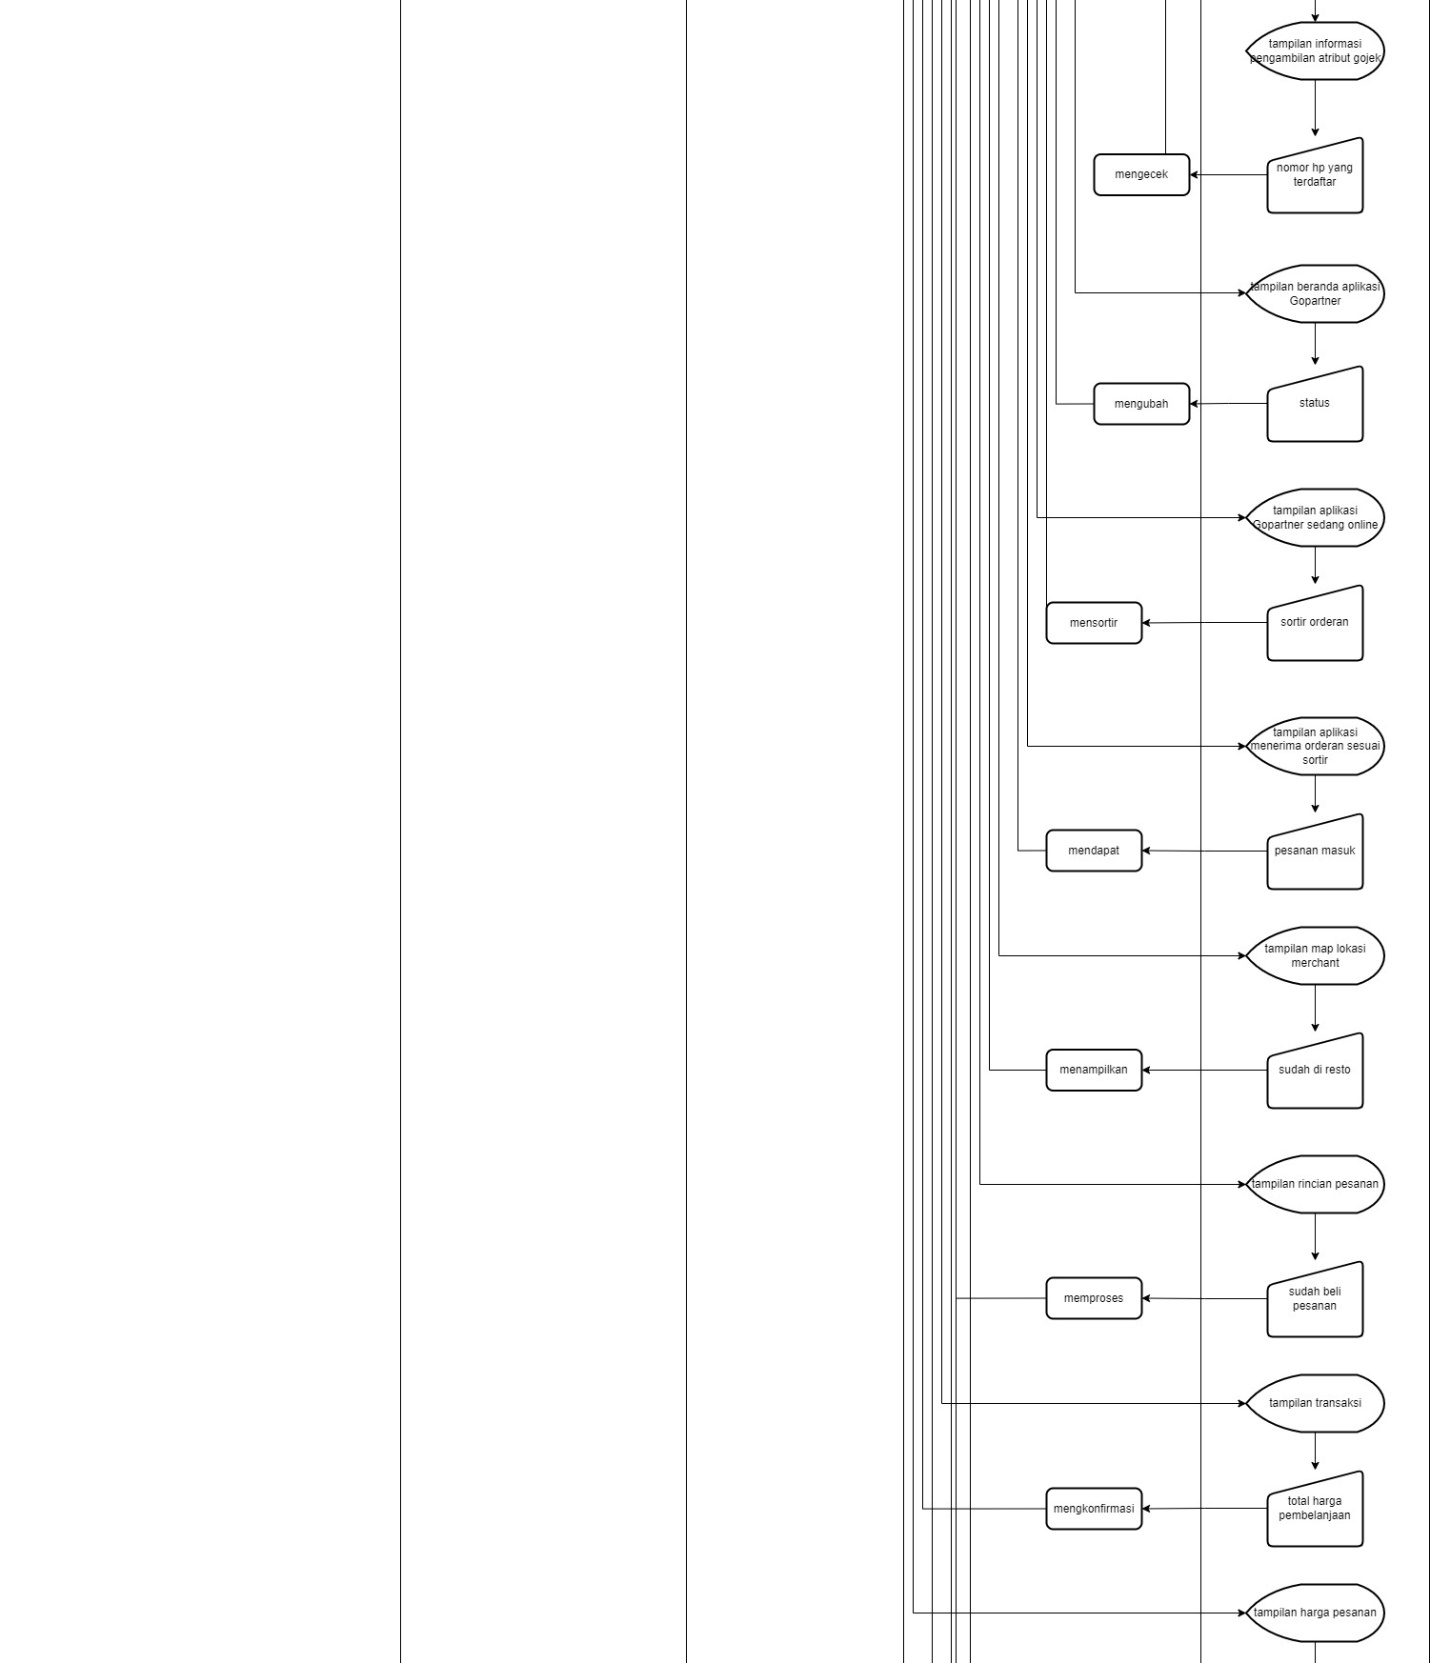 tampilan informasi
pengambilan atribut gojek
mengecek
nomor hp yang
terdaftar
tampilan beranda aplikasi
Gopartner
mengubah
status
tampilan aplikasi
Gopartner sedang online
mensortir
sortir orderan
tampilan aplikasi
menerima orderan sesuai
sortir
mendapat
pesanan masuk
tampilan map lokasi
merchant
menampilkan
sudah di resto
tampilan rincian pesanan
memproses
sudah beli
pesanan
tampilan transaksi
mengkonfirmasi
total harga
pembelanjaan
tampilan harga pesanan